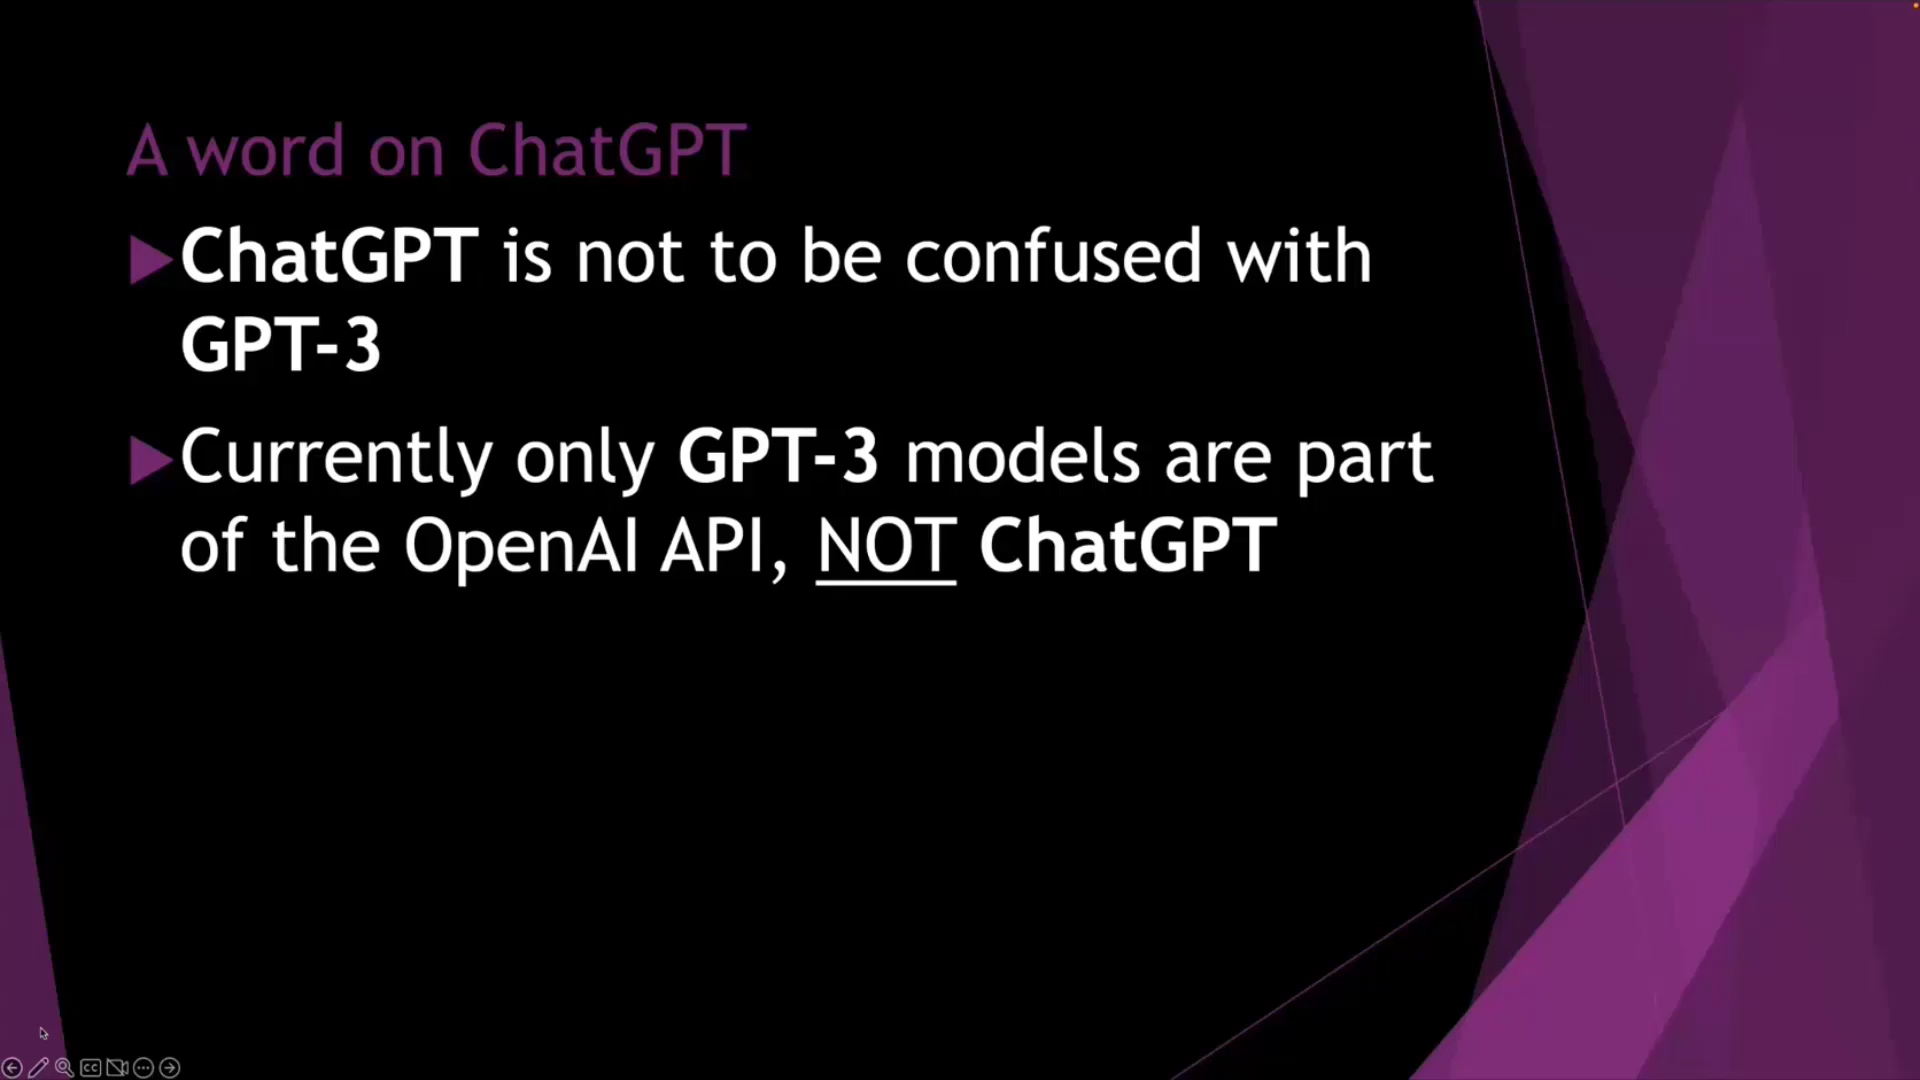 A word on ChatGPT
ChatGPT is not to be confused with
GPT-3
Currently only GPT-3 models are part
of the OpenAI API, NOT ChatGPT
CC